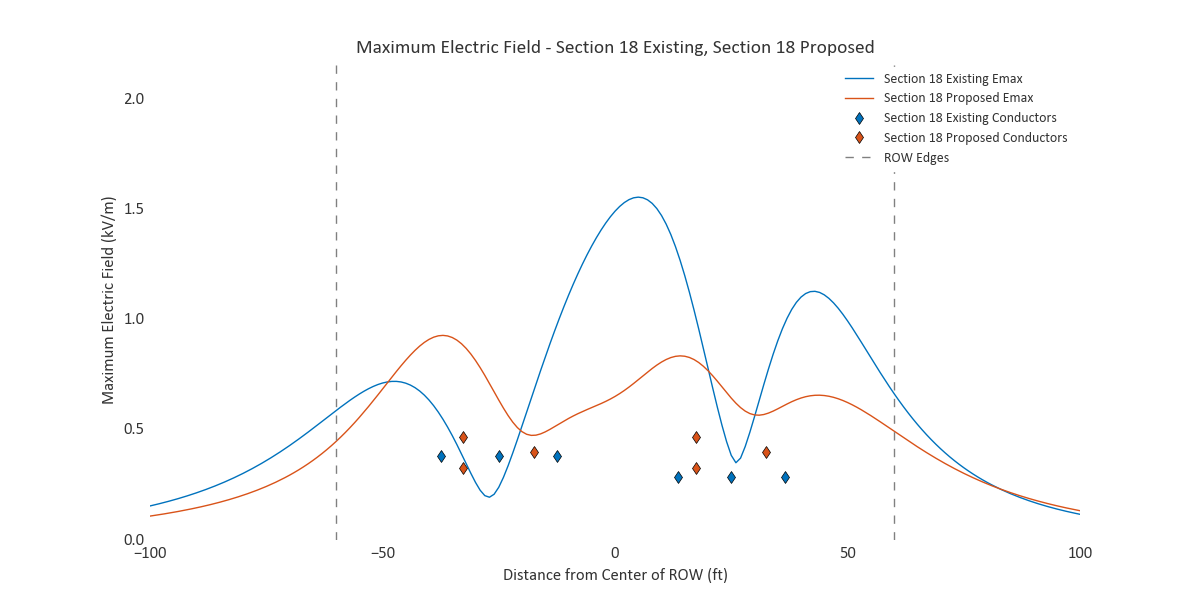 Maximum Electric Field - Section 18 Existing, Section 18 Proposed
Section 18 Existing Emax
Section 18 Proposed Emax
Section 18 Existing Conductors
Section 18 Proposed Conductors
ROW Edges
Maximum Electric Field (kV/m)
2.0
1.5
1.0
0.5
0.0
−100
−50
0
50
100
Distance from Center of ROW (ft)